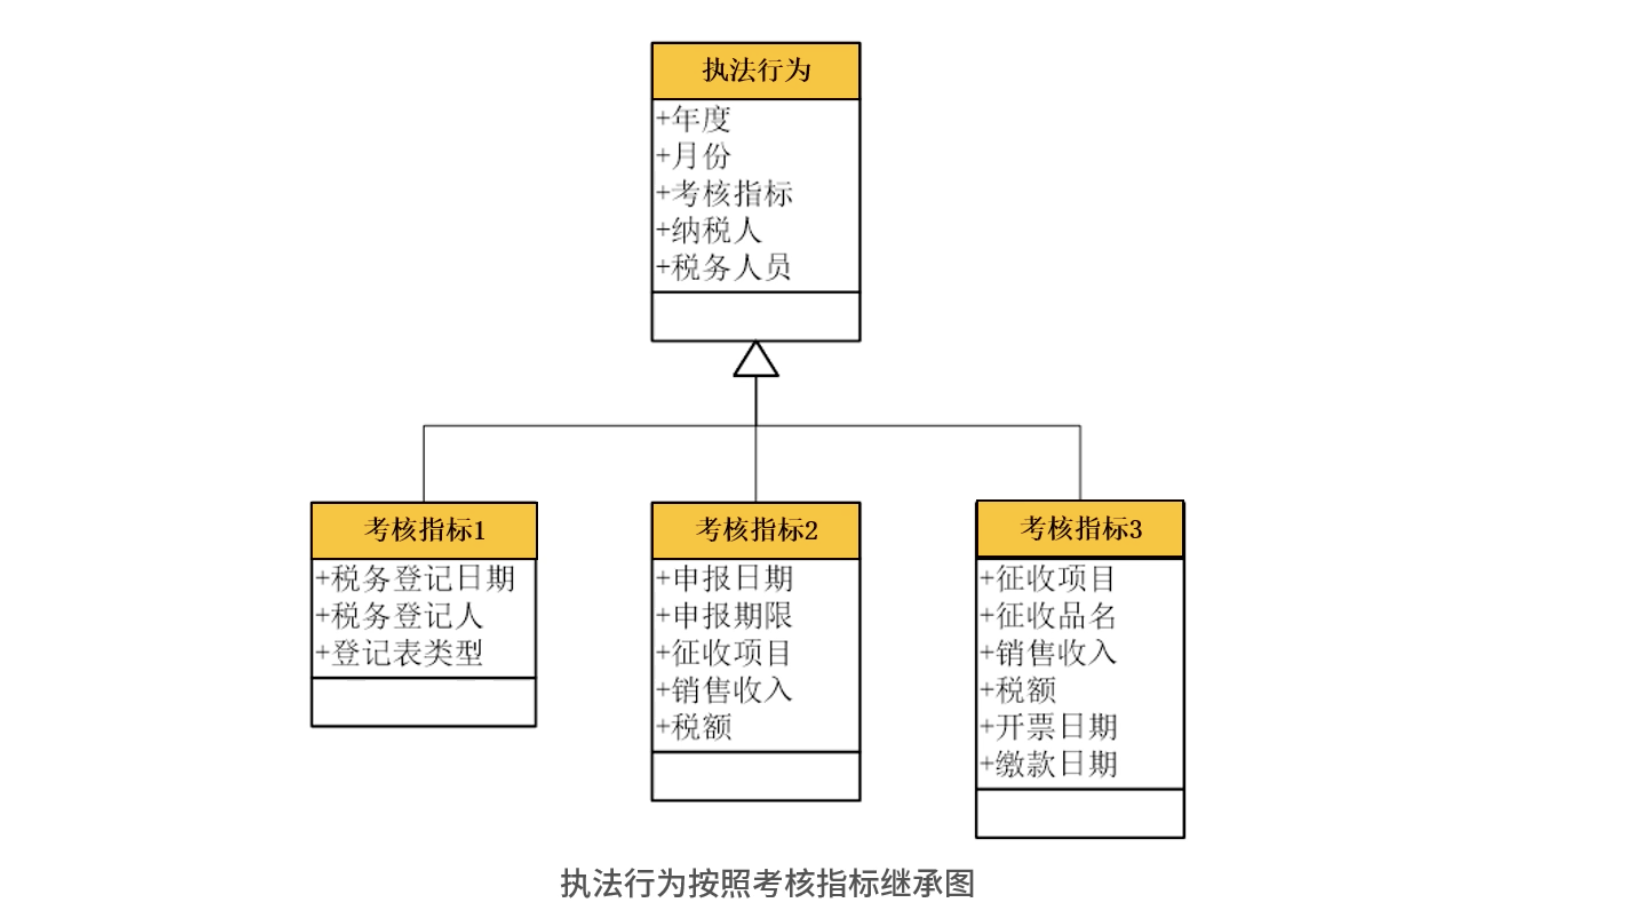 执法行为
+年度
+月份
+考核指标
+纳税人
+税务人员
考核指标1
+税务登记日期
+税务登记人
+登记表类型
考核指标2
+申报日期
+申报期限
+征收项目
+销售收入
+税额
考核指标3
+征收项目
+征收品名
+销售收入
+税额
+开票日期
+缴款日期
执法行为按照考核指标继承图